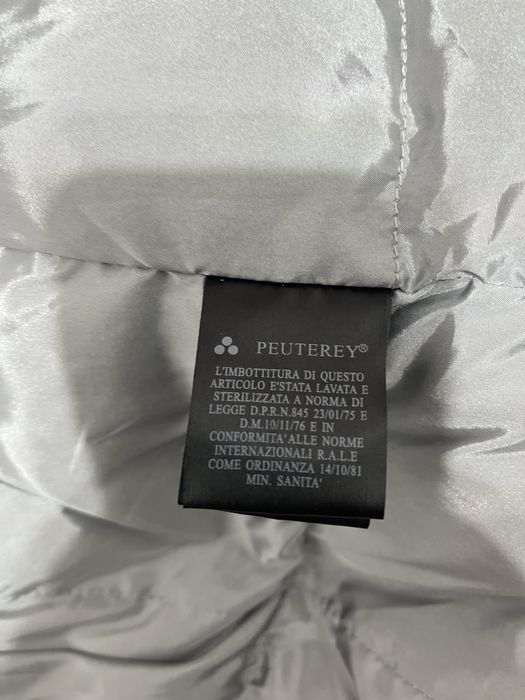 PEUTEREY®
L'IMBOTTITURA DI QUESTO
ARTICOLO E'STATA LAVATA E
STERILIZZATA A NORMA DI
LEGGE D.P.R.N.845 23/01/75 E
D.M.10/11/76 E IN
CONFORMITA'ALLE NORME
INTERNAZIONALI R.A.L.E
COME ORDINANZA 14/10/81
MIN. SANITA'